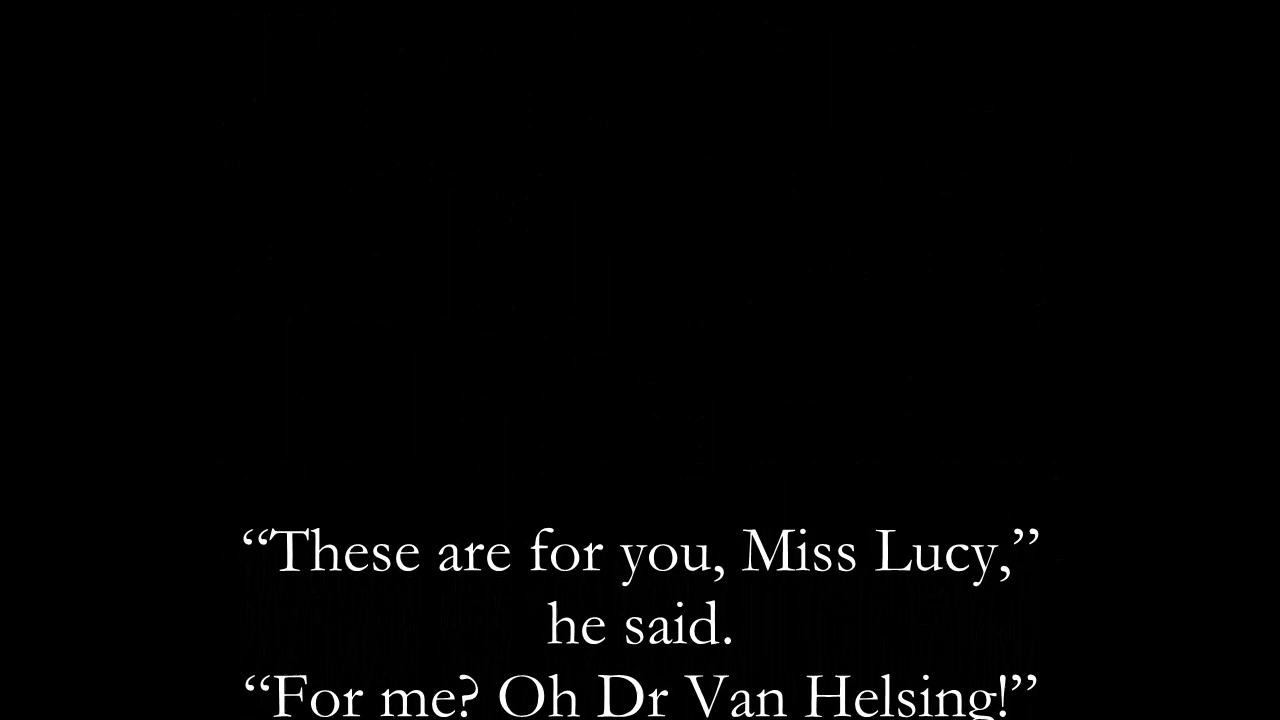 “These are for you, Miss Lucy,”
he said.
“For me? Oh Dr Van Helsing!”